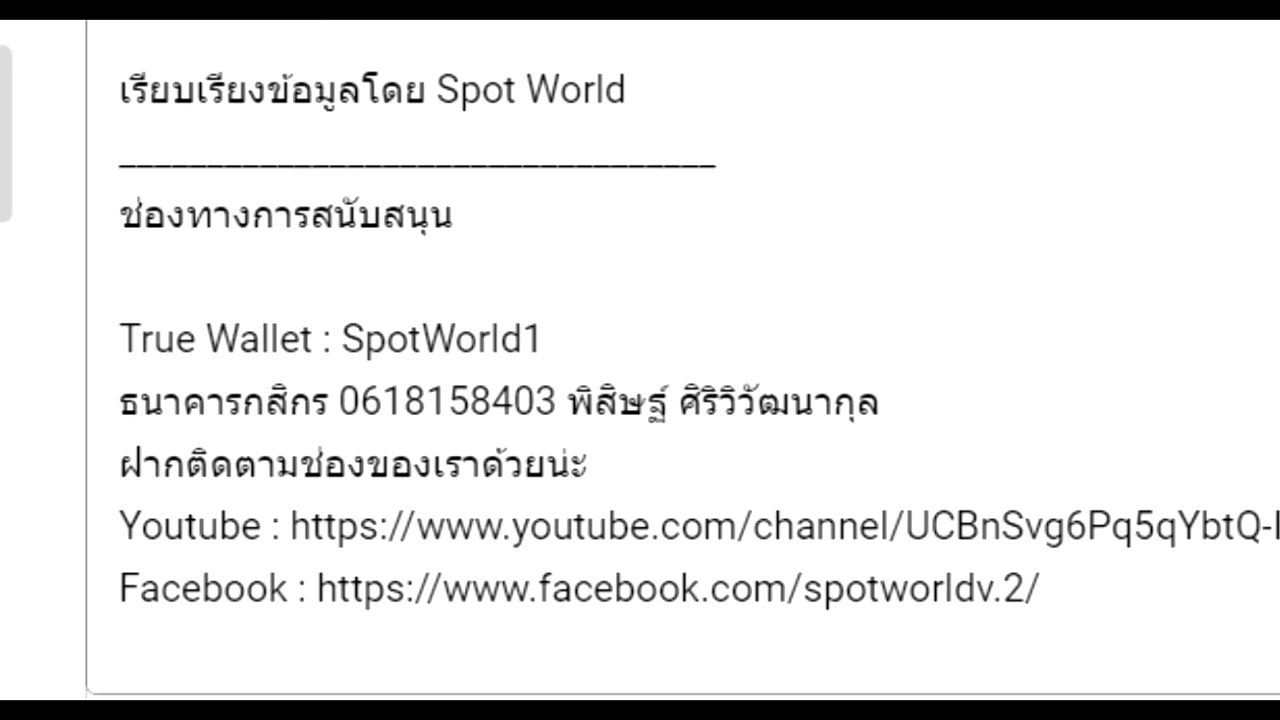 เรียบเรียงข้อมูลโดย Spot World
__________________________________
ช่องทางการสนับสนุน
True Wallet : SpotWorld1
ธนาคารกสิกร 0618158403 พิสิษฐ์ ศิริวิวัฒนากุล
ฝากติดตามช่องของเราด้วยน่ะ
Youtube : https://www.youtube.com/channel/UCBnSvg6Pq5qYbtQ-
Facebook : https://www.facebook.com/spotworldv.2/